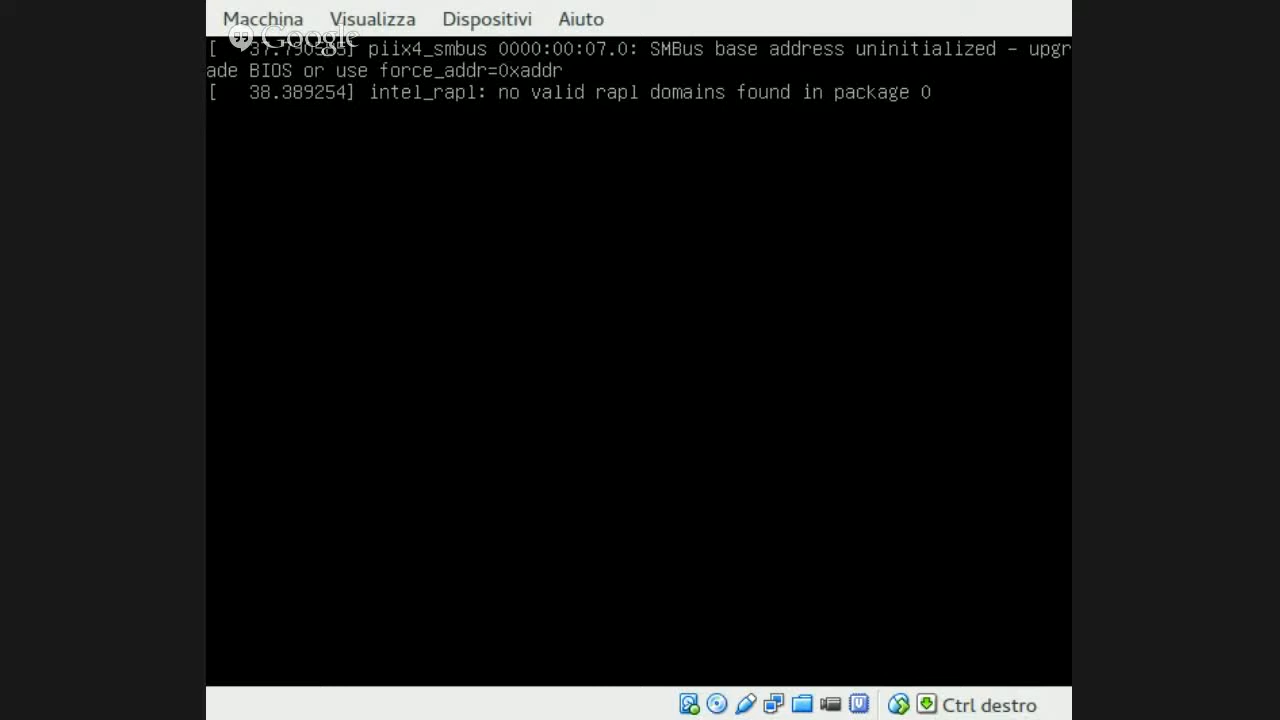 Macchina Visualizza Dispositivi Aiuto
Google
[ ] piix4_smbus 0000:00:07.0: SMBus base address uninitialized - upgr
ade BIOS or use force_addr=0xaddr
[ 38.389254] intel_rapl: no valid rapl domains found in package 0
Ctrl destro